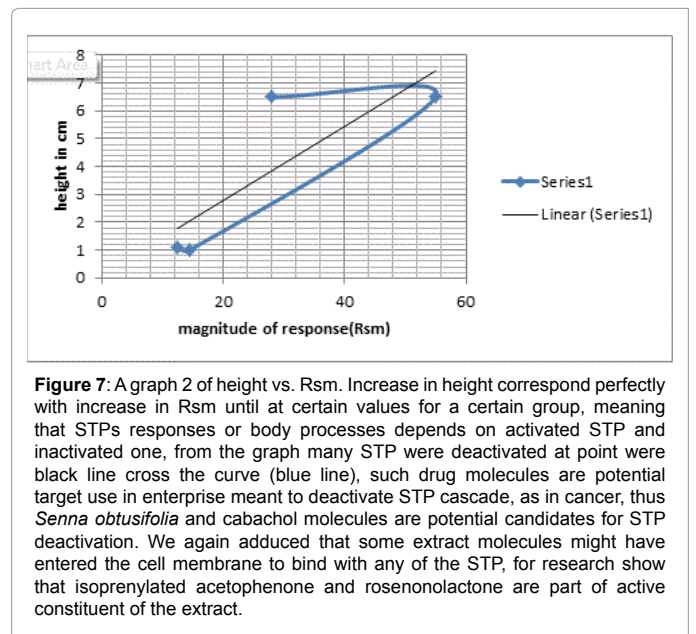 hart Area
8
7
6
5
4
3
2
1
0
height in cm
0 20 40 60
magnitude of response(Rsm)
Series1
Linear (Series1)
Figure 7: A graph 2 of height vs. Rsm. Increase in height correspond perfectly
with increase in Rsm until at certain values for a certain group, meaning
that STPs responses or body processes depends on activated STP and
inactivated one, from the graph many STP were deactivated at point were
black line cross the curve (blue line), such drug molecules are potential
target use in enterprise meant to deactivate STP cascade, as in cancer, thus
Senna obtusifolia and cabachol molecules are potential candidates for STP
deactivation. We again adduced that some extract molecules might have
entered the cell membrane to bind with any of the STP, for research show
that isoprenylated acetophenone and rosenonolactone are part of active
constituent of the extract.